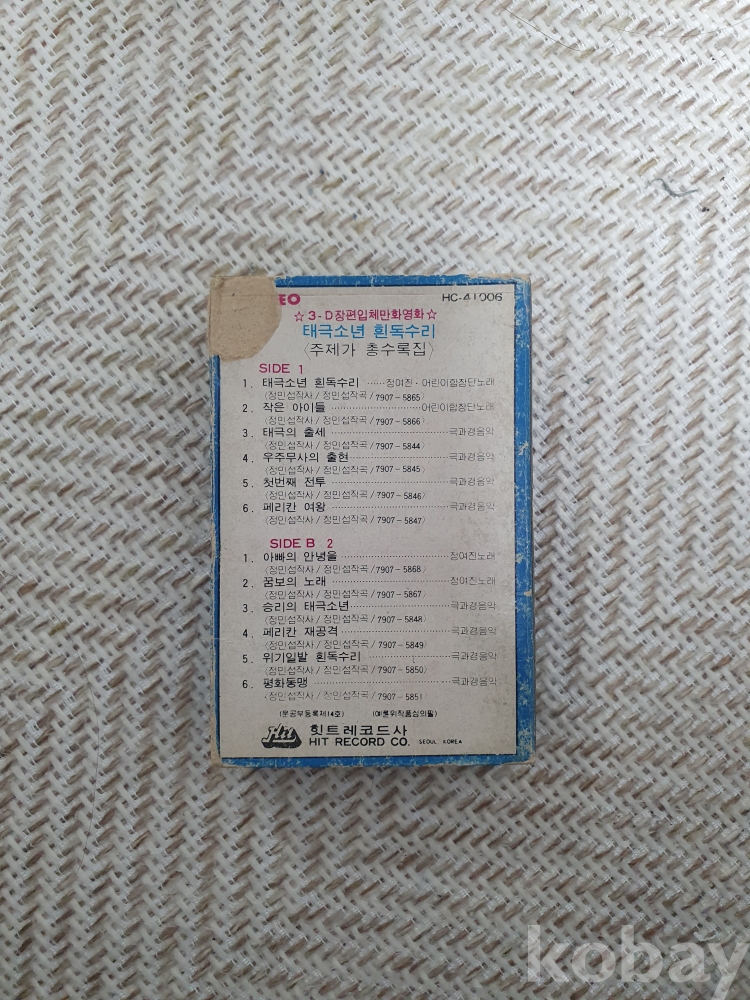 EO HC-41006
☆3-D장편입체만화영화☆
태극소년 흰독수리
〈주제가 총수록집〉
SIDE 1
1. 태극소년 흰독수리 ······정여진·어린이합창단노래
(정민섭작사/정민섭작곡/7907-5865)
2. 작은 아이들 ·················어린이합창단노래
(정민섭작사/정민섭작곡/7907-5866)
3. 태극의 출세 ·················극과경음악
(정민섭작사/정민섭작곡/7907-5844)
4. 우주무사의 출현 ·················극과경음악
(정민섭작사/정민섭작곡/7907-5845)
5. 첫번째 전투 ·················극과경음악
(정민섭작사/정민섭작곡/7907-5846)
6. 페리칸 여왕 ·················극과경음악
(정민섭작사/정민섭작곡/7907-5847)
SIDE B 2
1. 아빠의 안녕을 ·················정여진노래
(정민섭작사/정민섭작곡/7907-5868)
2. 꿈보의 노래 ·················정여진노래
(정민섭작사/정민섭작곡/7907-5867)
3. 승리의 태극소년 ·················극과경음악
(정민섭작사/정민섭작곡/7907-5848)
4. 페리칸 재공격 ·················극과경음악
(정민섭작사/정민섭작곡/7907-5849)
5. 위기일발 흰독수리 ·················극과경음악
(정민섭작사/정민섭작곡/7907-5850)
6. 평화동맹 ·················극과경음악
(정민섭작사/정민섭작곡/7907-5851)
(문공부등록제14호) (예륜위작품심의필)
Hit 힛트레코드사
HIT RECORD CO. SEOUL, KOREA
kobay